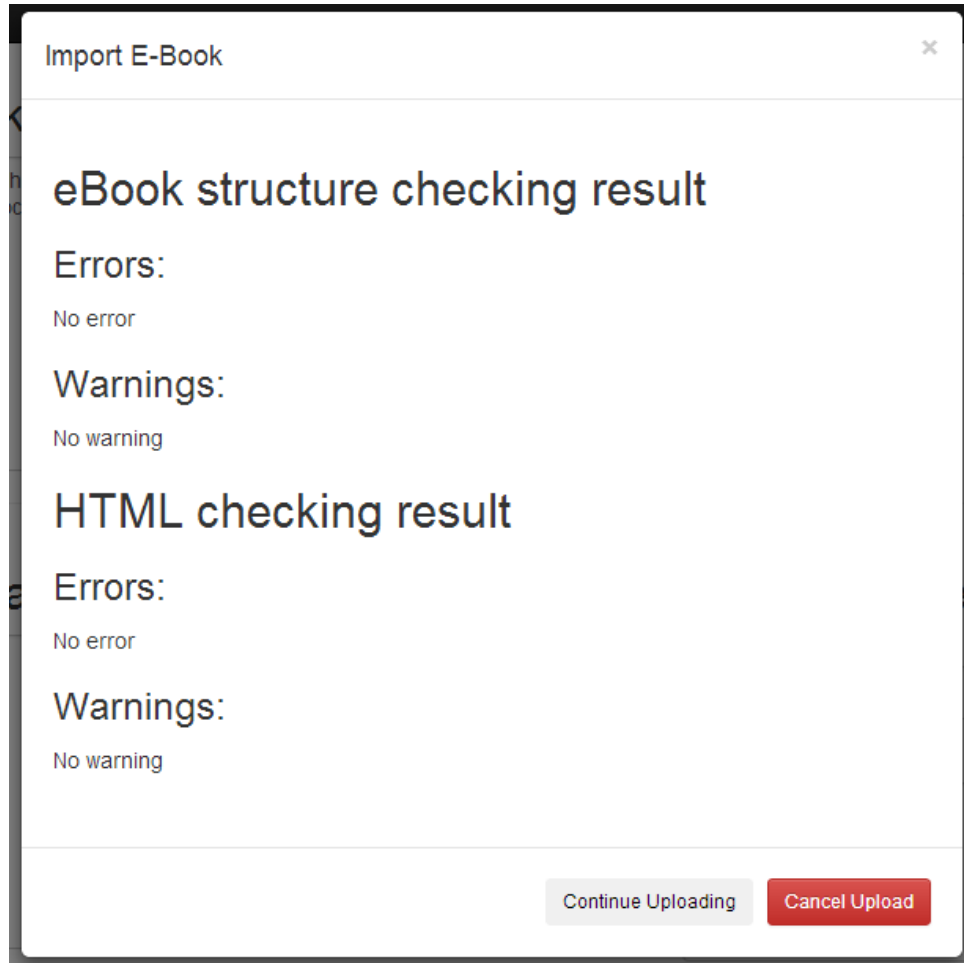 Import E-Book
×
eBook structure checking result
Errors:
No error
Warnings:
No warning
HTML checking result
Errors:
No error
Warnings:
No warning
Continue Uploading
Cancel Upload